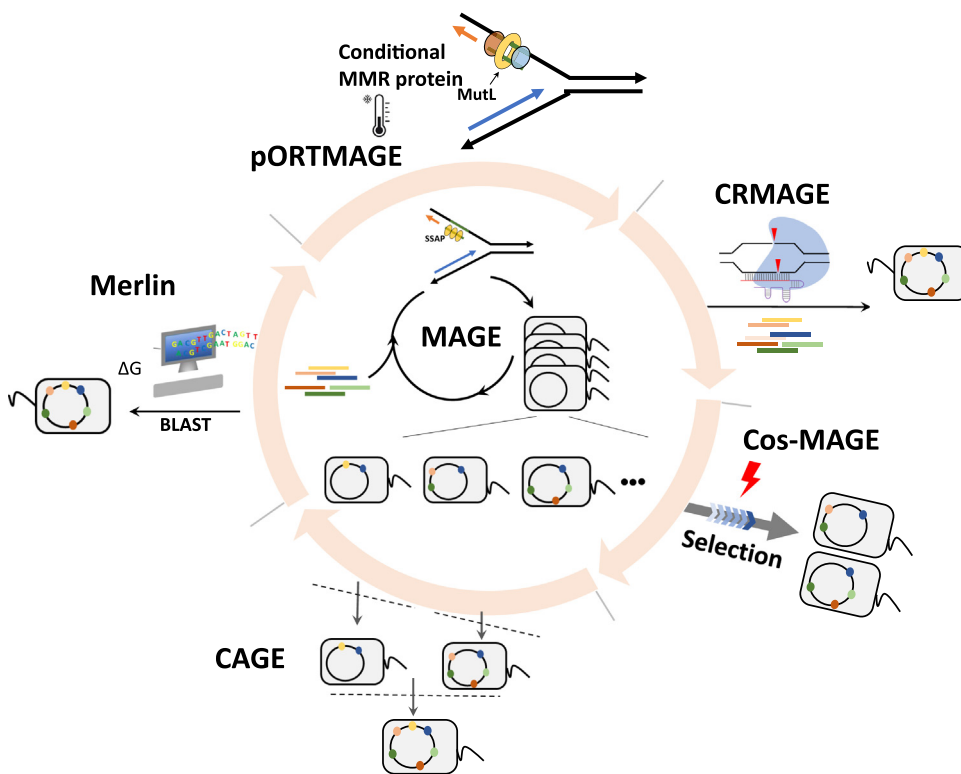 Conditional
MMR protein
MutL
pORTMAGE
CRMAGE
SSAP
Merlin
MAGE
ΔG
BLAST
Cos-MAGE
Selection
CAGE